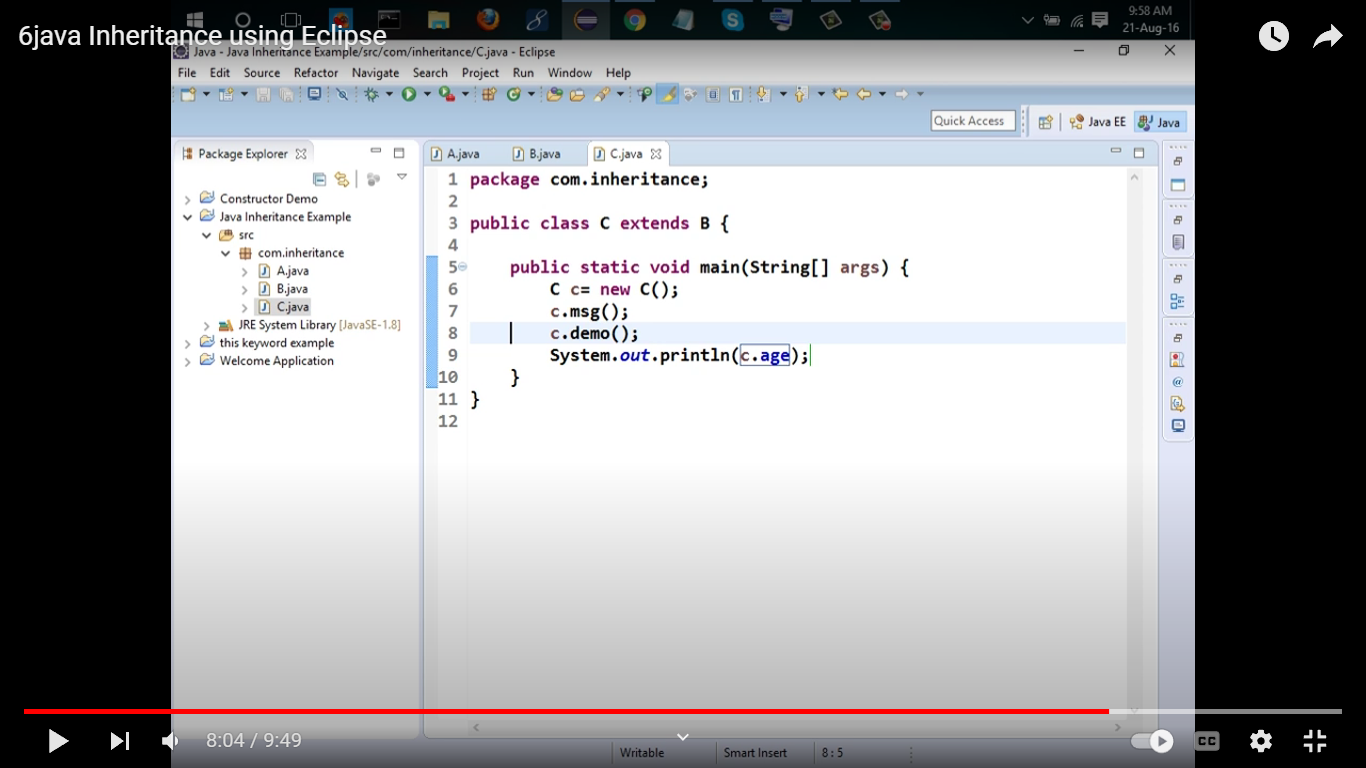 9:58 AM
21-Aug-16
6java Inheritance using Eclipse
Java - Java Inheritance Example/src/com/inheritance/C.java - Eclipse
File Edit Source Refactor Navigate Search Project Run Window Help
Quick Access Java EE Java
Package Explorer
A.java B.java C.java
Constructor Demo
Java Inheritance Example
src
com.inheritance
A.java
B.java
C.java
JRE System Library [JavaSE-1.8]
this keyword example
Welcome Application
1 package com.inheritance;
2
3 public class C extends B {
4
5 public static void main(String[] args) {
6 C c= new C();
7 c.msg();
8 c.demo();
9 System.out.println(c.age);
10 }
11 }
12
8:04 / 9:49
CC
Writable Smart Insert 8 : 5